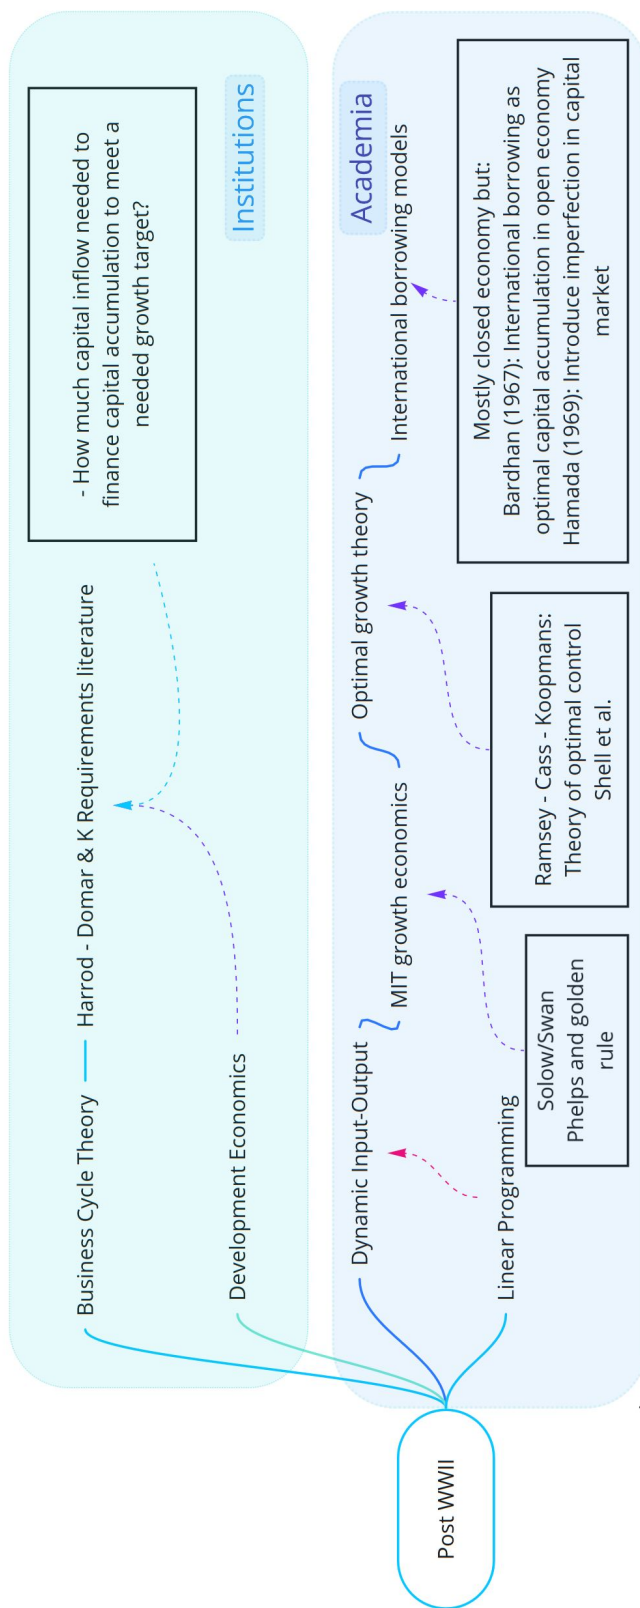 Institutions
- How much capital inflow needed to
finance capital accumulation to meet a
needed growth target?
Business Cycle Theory
Harrod - Domar & K Requirements literature
Development Economics
Post WWII
Academia
Dynamic Input-Output
MIT growth economics
Optimal growth theory
International borrowing models
Linear Programming
Solow/Swan
Phelps and golden
rule
Ramsey - Cass - Koopmans:
Theory of optimal control
Shell et al.
Mostly closed economy but:
Bardhan (1967): International borrowing as
optimal capital accumulation in open economy
Hamada (1969): Introduce imperfection in capital
market